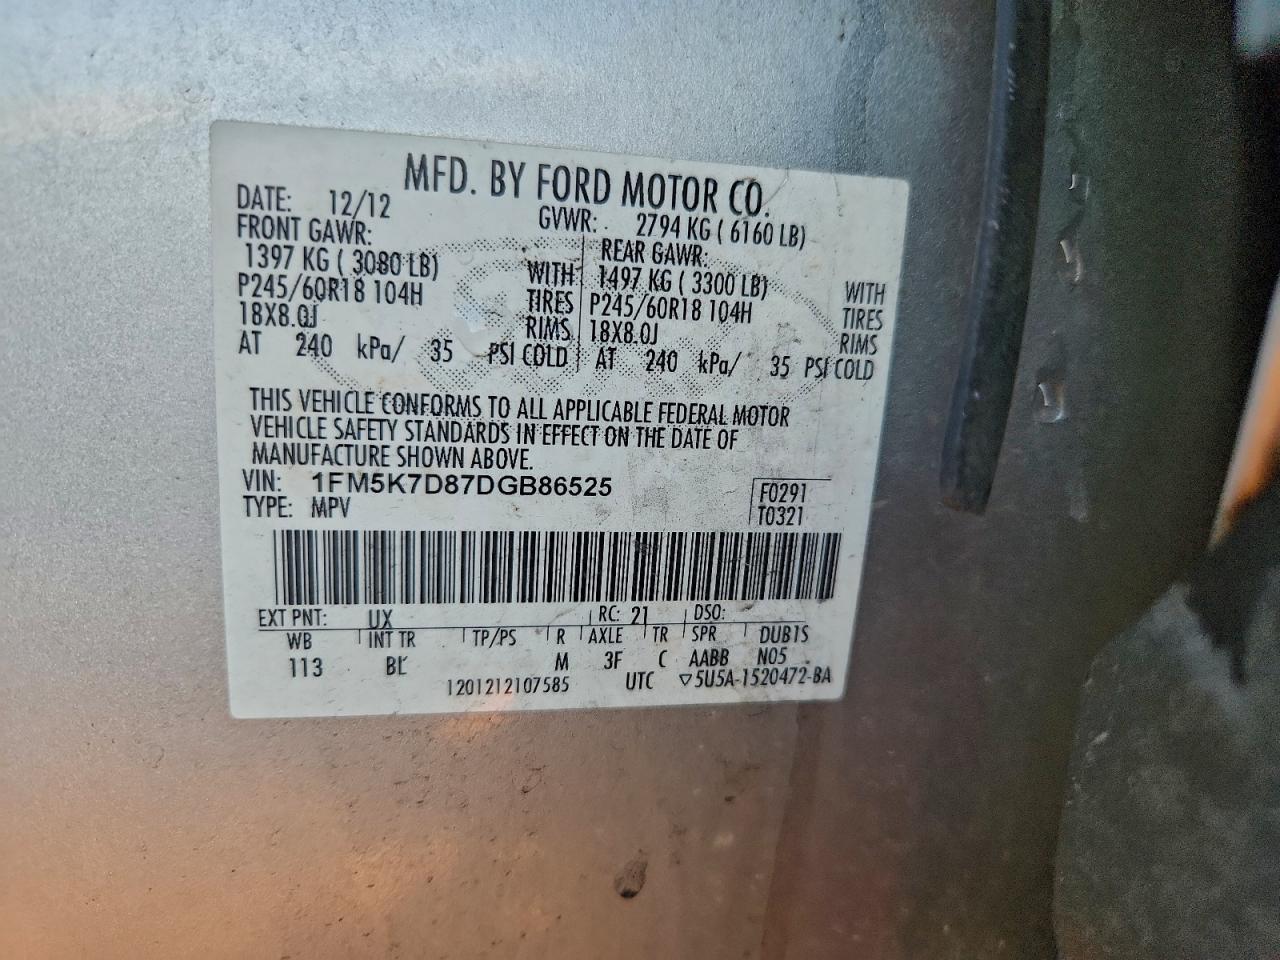 MFD. BY FORD MOTOR CO.
DATE: 12/12 GVWR: 2794 KG ( 6160 LB)
FRONT GAWR: REAR GAWR:
1397 KG ( 3080 LB) WITH 1497 KG ( 3300 LB) WITH
P245/60R18 104H TIRES P245/60R18 104H TIRES
18X8.0J RIMS 18X8.0J RIMS
AT 240 kPa/ 35 PSI COLD AT 240 kPa/ 35 PSI COLD
THIS VEHICLE CONFORMS TO ALL APPLICABLE FEDERAL MOTOR
VEHICLE SAFETY STANDARDS IN EFFECT ON THE DATE OF
MANUFACTURE SHOWN ABOVE.
VIN: 1FM5K7D87DGB86525 F0291
TYPE: MPV T0321
EXT PNT: UX RC: 21 DSO:
WB INT TR TP/PS R AXLE TR SPR DUB1S
113 BL M 3F C AABB N05
1201212107585 UTC ▽5U5A-1520472-BA